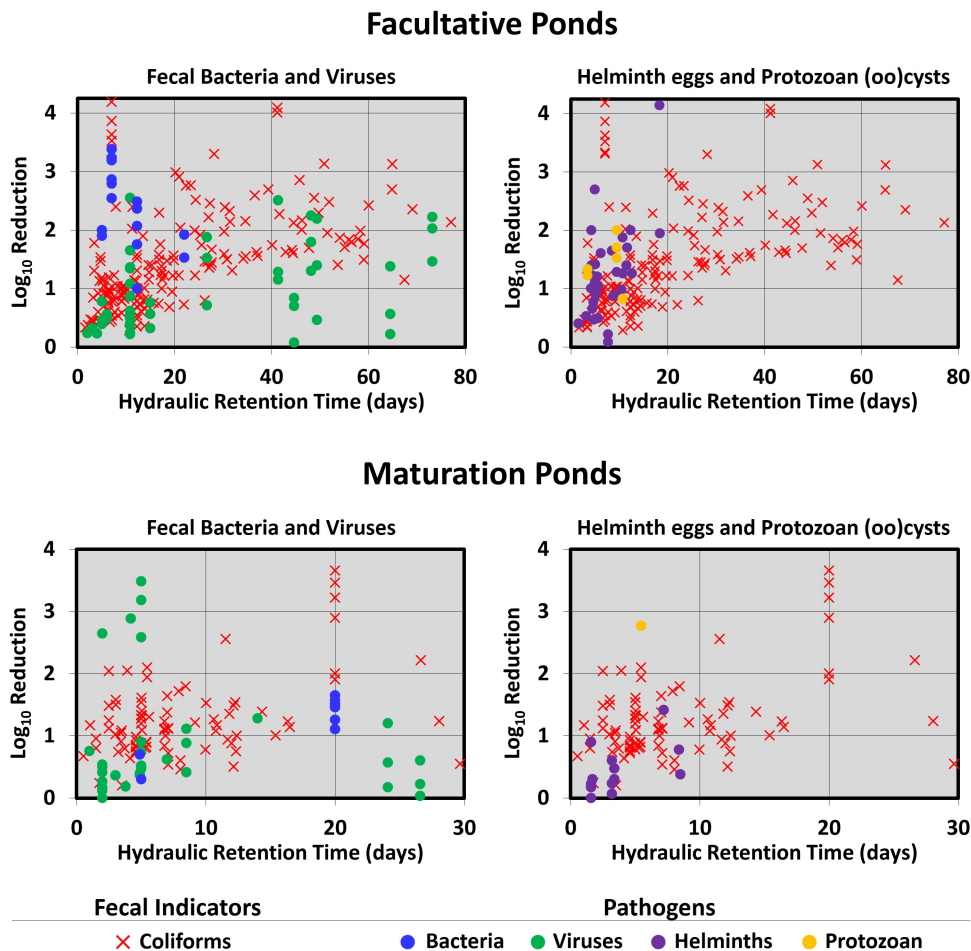 Facultative Ponds
Fecal Bacteria and Viruses
Helminth eggs and Protozoan (oo)cysts
Log10 Reduction
4
3
2
1
0
0 20 40 60 80
Hydraulic Retention Time (days)
Log10 Reduction
4
3
2
1
0
0 20 40 60 80
Hydraulic Retention Time (days)
Maturation Ponds
Fecal Bacteria and Viruses
Helminth eggs and Protozoan (oo)cysts
Log10 Reduction
4
3
2
1
0
0 10 20 30
Hydraulic Retention Time (days)
Log10 Reduction
4
3
2
1
0
0 10 20 30
Hydraulic Retention Time (days)
Fecal Indicators
Pathogens
Coliforms
Bacteria
Viruses
Helminths
Protozoan